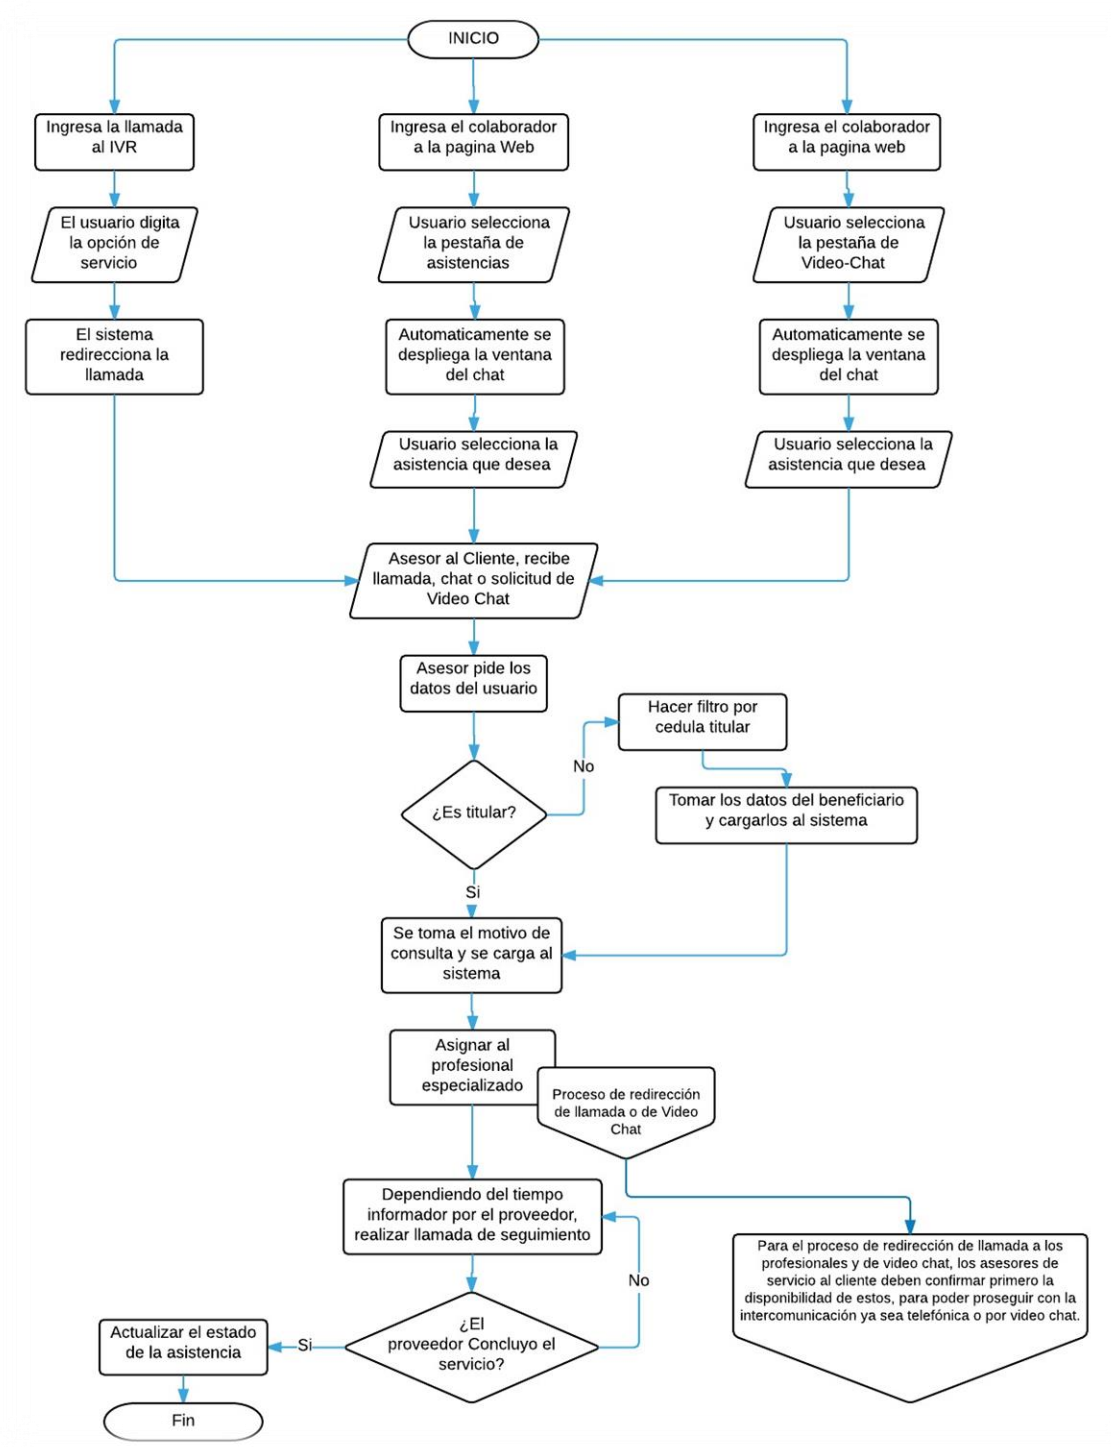 INICIO
Ingresa la llamada
al IVR
Ingresa el colaborador
a la pagina Web
Ingresa el colaborador
a la pagina web
El usuario digita
la opción de
servicio
Usuario selecciona
la pestaña de
asistencias
Usuario selecciona
la pestaña de
Video-Chat
El sistema
redirecciona la
llamada
Automaticamente se
despliega la ventana
del chat
Automaticamente se
despliega la ventana
del chat
Usuario selecciona la
asistencia que desea
Usuario selecciona la
asistencia que desea
Asesor al Cliente, recibe
llamada, chat o solicitud de
Video Chat
Asesor pide los
datos del usuario
Hacer filtro por
cedula titular
No
Tomar los datos del beneficiario
y cargarlos al sistema
¿Es titular?
Si
Se toma el motivo de
consulta y se carga al
sistema
Asignar al
profesional
especializado
Proceso de redirección
de llamada o de Video
Chat
Dependiendo del tiempo
informador por el proveedor,
realizar llamada de seguimiento
Para el proceso de redirección de llamada a los
profesionales y de video chat, los asesores de
servicio al cliente deben confirmar primero la
disponibilidad de estos, para poder proseguir con la
intercomunicación ya sea telefónica o por video chat.
No
¿El
proveedor Concluyo el
servicio?
Si
Actualizar el estado
de la asistencia
Fin